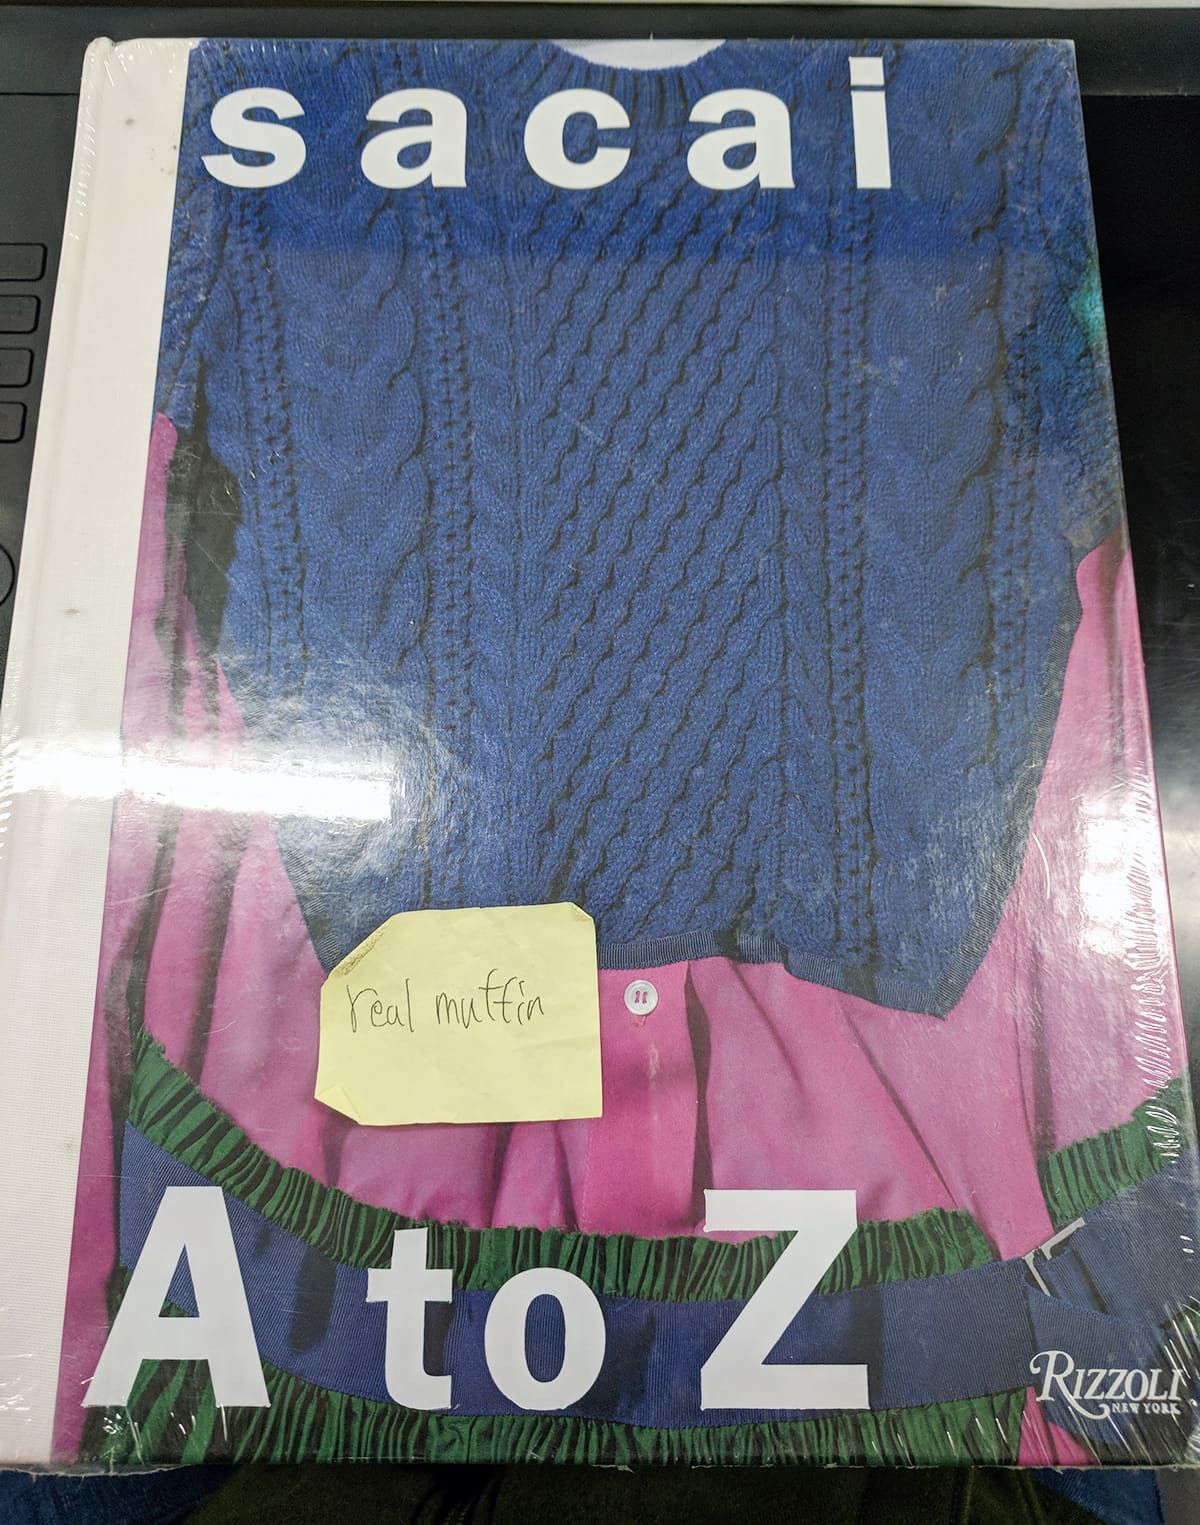 sacai
real muffin
A to Z
RIZZOLI
NEW YORK